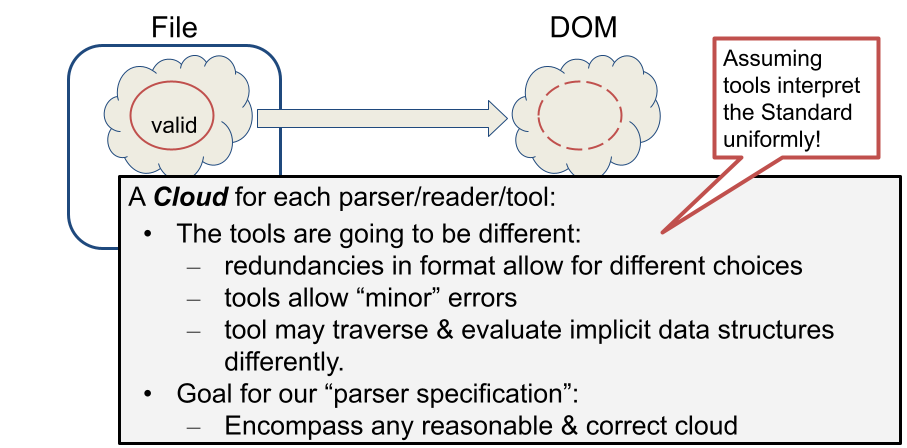 File
DOM
valid
Assuming
tools interpret
the Standard
uniformly!
A Cloud for each parser/reader/tool:
• The tools are going to be different:
– redundancies in format allow for different choices
– tools allow “minor” errors
– tool may traverse & evaluate implicit data structures
differently.
• Goal for our “parser specification”:
– Encompass any reasonable & correct cloud